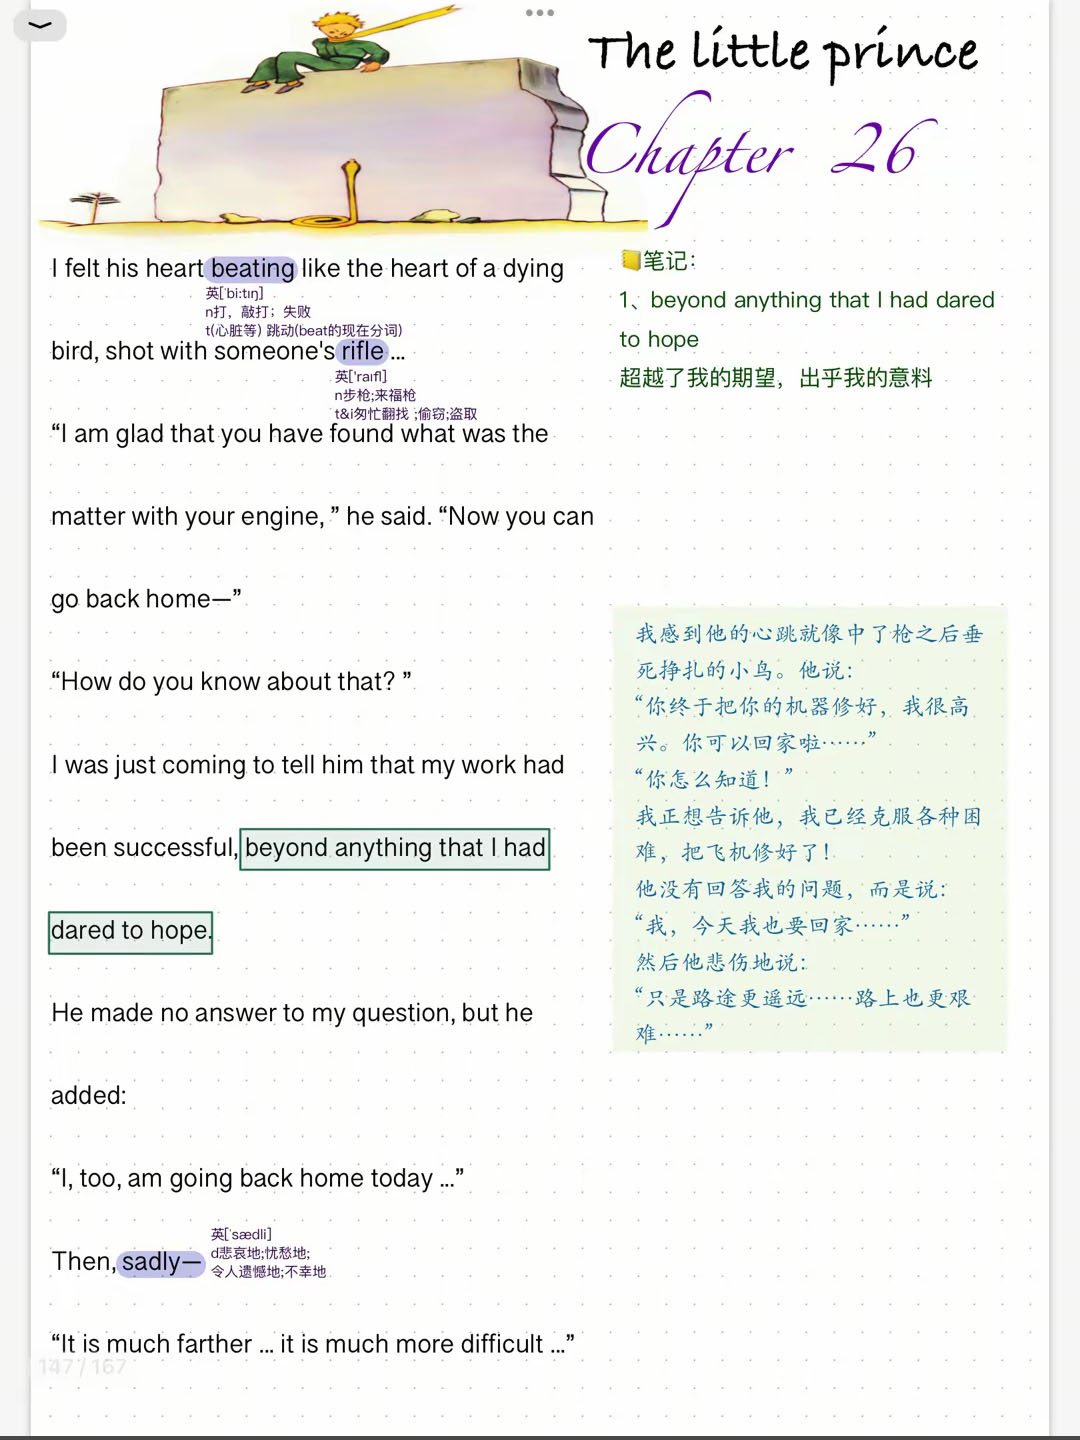 The little prince
Chapter 26
I felt his heart beating like the heart of a dying
英['bi:tɪŋ]
n打，敲打；失败
t(心脏等) 跳动(beat的现在分词)
bird, shot with someone's rifle ...
英['raɪfl]
n步枪;来福枪
t&i匆忙翻找 ;偷窃;盗取
“I am glad that you have found what was the
matter with your engine, ” he said. “Now you can
go back home—”
“How do you know about that? ”
I was just coming to tell him that my work had
been successful, beyond anything that I had
dared to hope.
He made no answer to my question, but he
added:
“I, too, am going back home today ...”
Then, sadly—
英['sædli]
d悲哀地;忧愁地;
令人遗憾地;不幸地
“It is much farther ... it is much more difficult ...”
147 / 167
笔记：
1、beyond anything that I had dared
to hope
超越了我的期望，出乎我的意料
我感到他的心跳就像中了枪之后垂
死挣扎的小鸟。他说：
“你终于把你的机器修好，我很高
兴。你可以回家啦……”
“你怎么知道！”
我正想告诉他，我已经克服各种困
难，把飞机修好了！
他没有回答我的问题，而是说：
“我，今天我也要回家……”
然后他悲伤地说：
“只是路途更遥远……路上也更艰
难……”